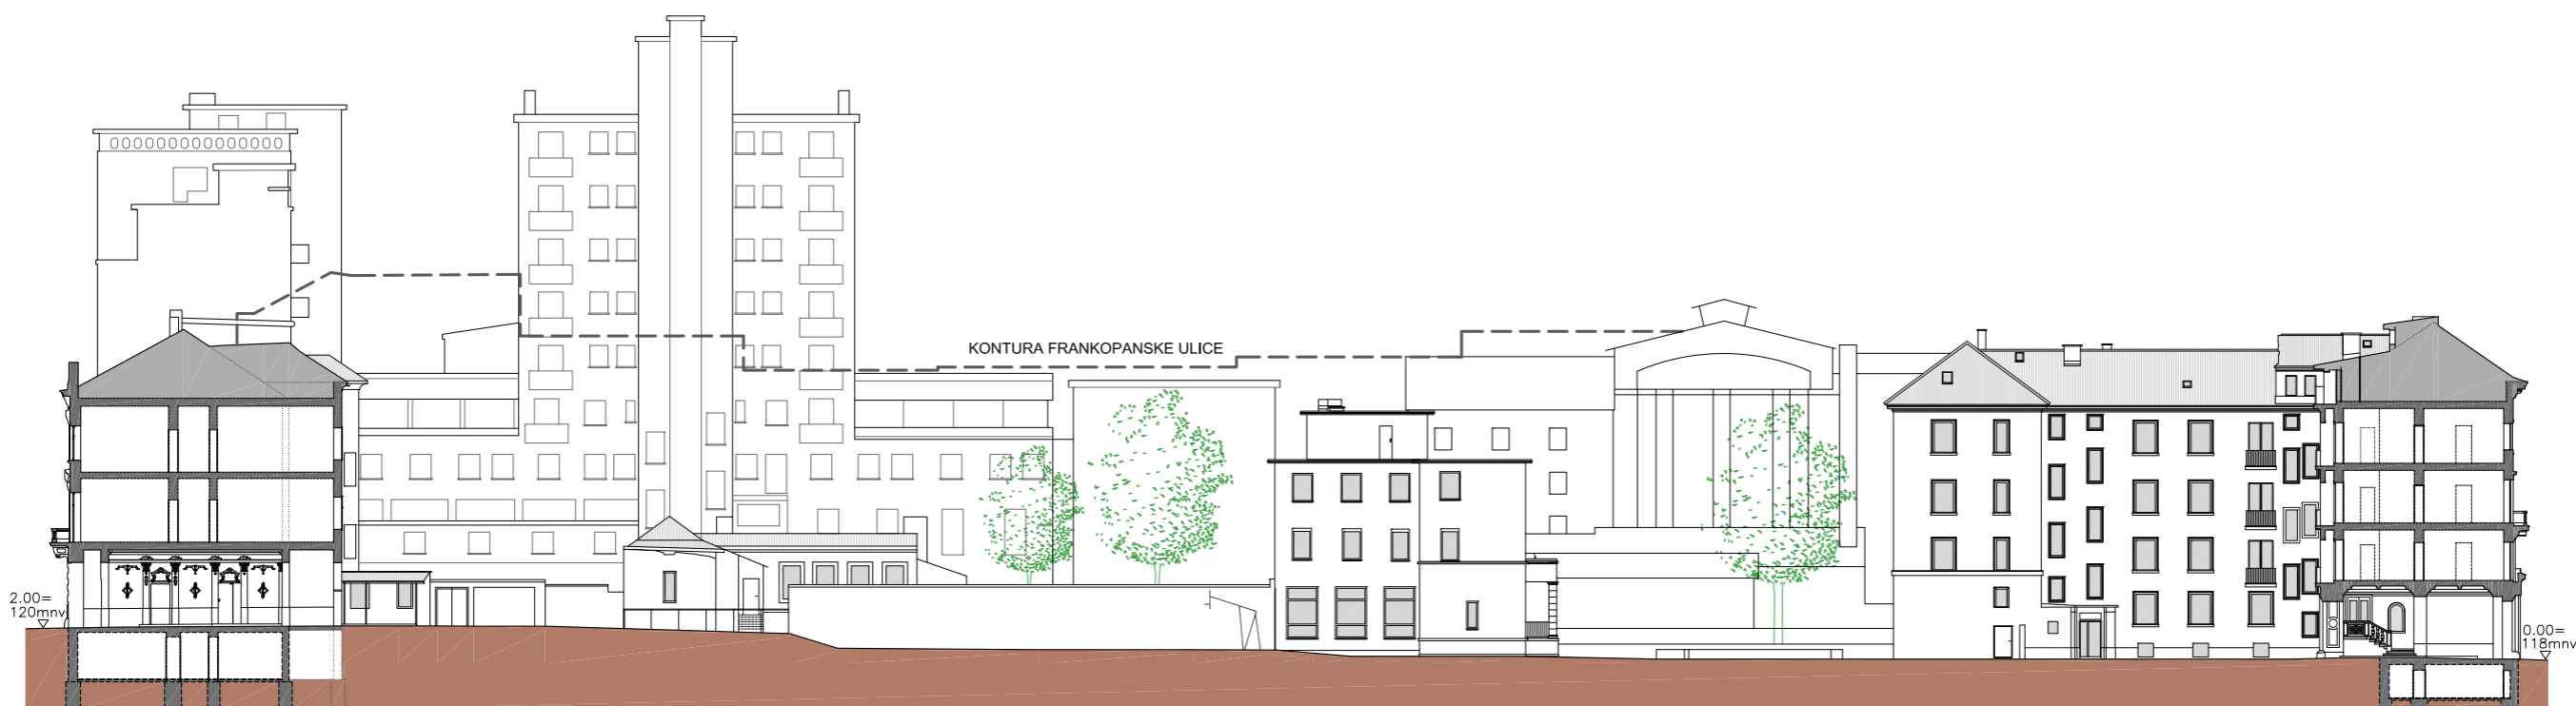 KONTURA FRANKOPANSKE ULICE
2.00=
120mnv
0.00=
118mnv